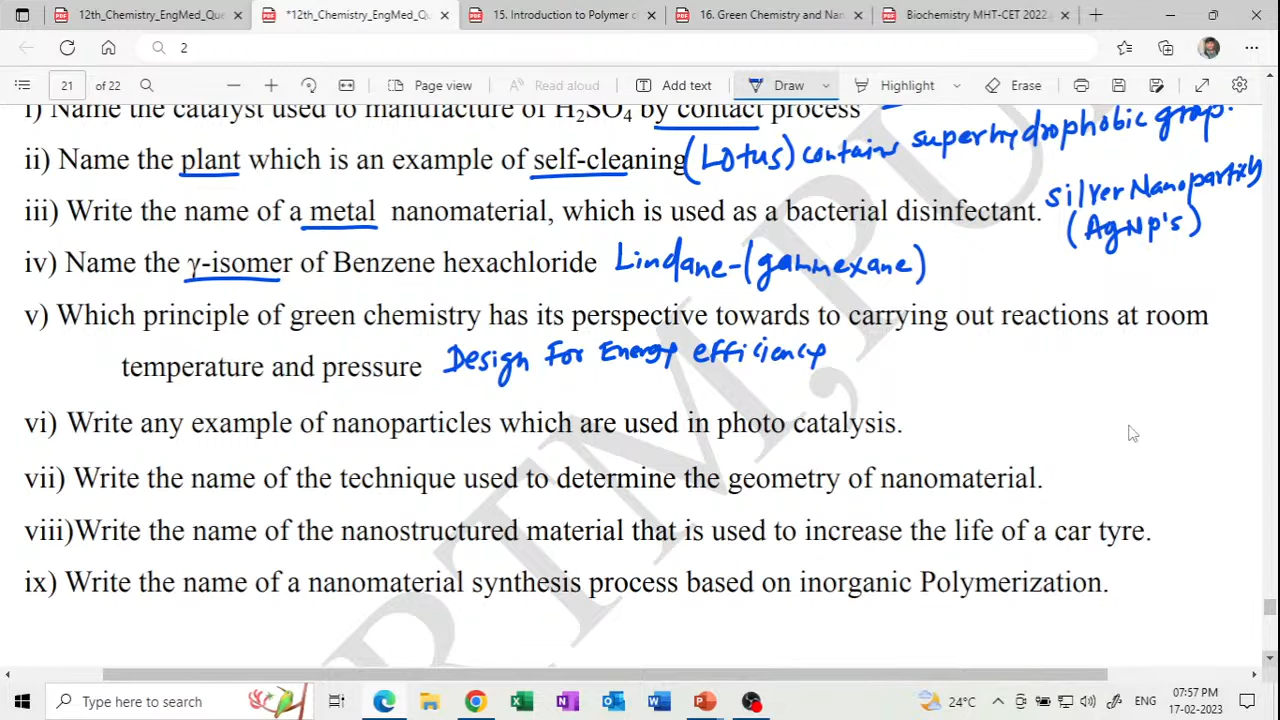 12th_Chemistry_EngMed_Que
*12th_Chemistry_EngMed_Qu
15. Introduction to Polymer c
16. Green Chemistry and Nan
Biochemistry MHT-CET 2022
2
21 of 22
Page view
Read aloud
Add text
Draw
Highlight
Erase
i) Name the catalyst used to manufacture of H₂SO₄ by contact process
ii) Name the plant which is an example of self-cleaning (Lotus) contains superhydrophobic group.
iii) Write the name of a metal nanomaterial, which is used as a bacterial disinfectant. silver Nanoparticly
(AgNp's)
iv) Name the γ-isomer of Benzene hexachloride Lindane-(gammexane)
v) Which principle of green chemistry has its perspective towards to carrying out reactions at room
temperature and pressure Design For Energy efficiency
vi) Write any example of nanoparticles which are used in photo catalysis.
vii) Write the name of the technique used to determine the geometry of nanomaterial.
viii)Write the name of the nanostructured material that is used to increase the life of a car tyre.
ix) Write the name of a nanomaterial synthesis process based on inorganic Polymerization.
RTM, PU
Type here to search
24°C
ENG
07:57 PM
17-02-2023